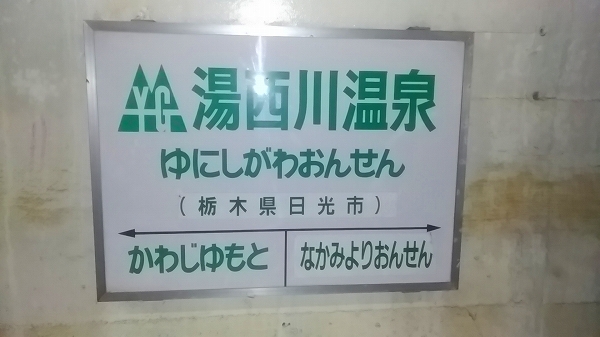 YG 湯西川温泉
ゆにしがわおんせん
(栃木県日光市)
かわじゆもと なかみよりおんせん